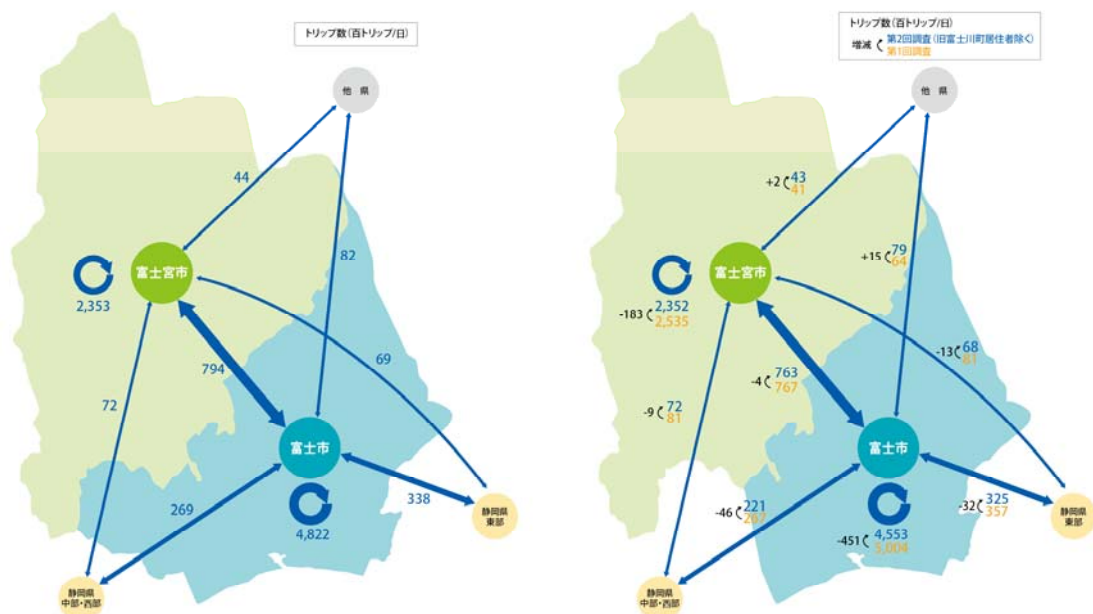 トリップ数(百トリップ/日)
他 県
44
82
富士宮市
2,353
69
794
72
富士市
269
338
4,822
静岡県
東部
静岡県
中部・西部
トリップ数(百トリップ/日)
増減
第2回調査(旧富士川町居住者除く)
第1回調査
他 県
+2
43
41
+15
79
64
富士宮市
2,352
-183
2,535
-13
68
81
763
-4
767
72
-9
81
富士市
221
-46
267
325
-32
357
4,553
-451
5,004
静岡県
東部
静岡県
中部・西部